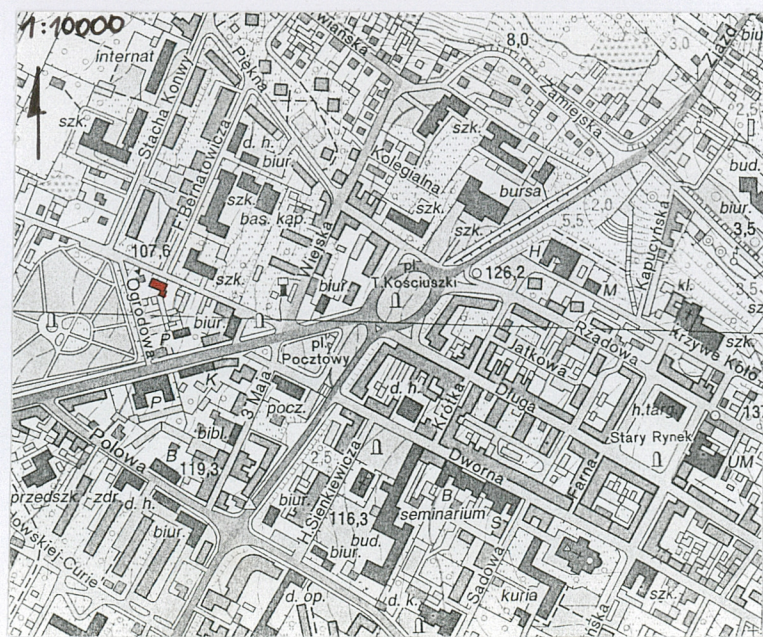 1:10000
internat
Piękna
8,0
3.0
Zjazd
Stacha Konwy
szk.
F. Bernatowicza
d. h.
biur.
Kolegialna
szk.
Zamiejska
2,5
bud.
biur.
3,5
szk.
bas. kąp.
Wiejska
bursa
szk.
szk.
2,0
5,5
Kapucyńska
107,6
szk.
Ogrodowa
biur.
pl.
T.Kościuszki
126,2
H
M
kl.
szk.
P
biur.
pl.
Pocztowy
Jatkowa
Rządowa
Krzywe Koło
K
P
3 Maja
pocz.
d. h.
Krótka
Długa
h.targ.
Stary Rynek
bibl.
Polowa
B
119,3
2,5
H.Sienkiewicza
Dworna
Farna
UM
przedszk.
zdr.
d. h.
biur.
biur.
116,3
B
seminarium
S
bud.
biur.
Sadowa
d. op.
d. k.
kuria
szk.